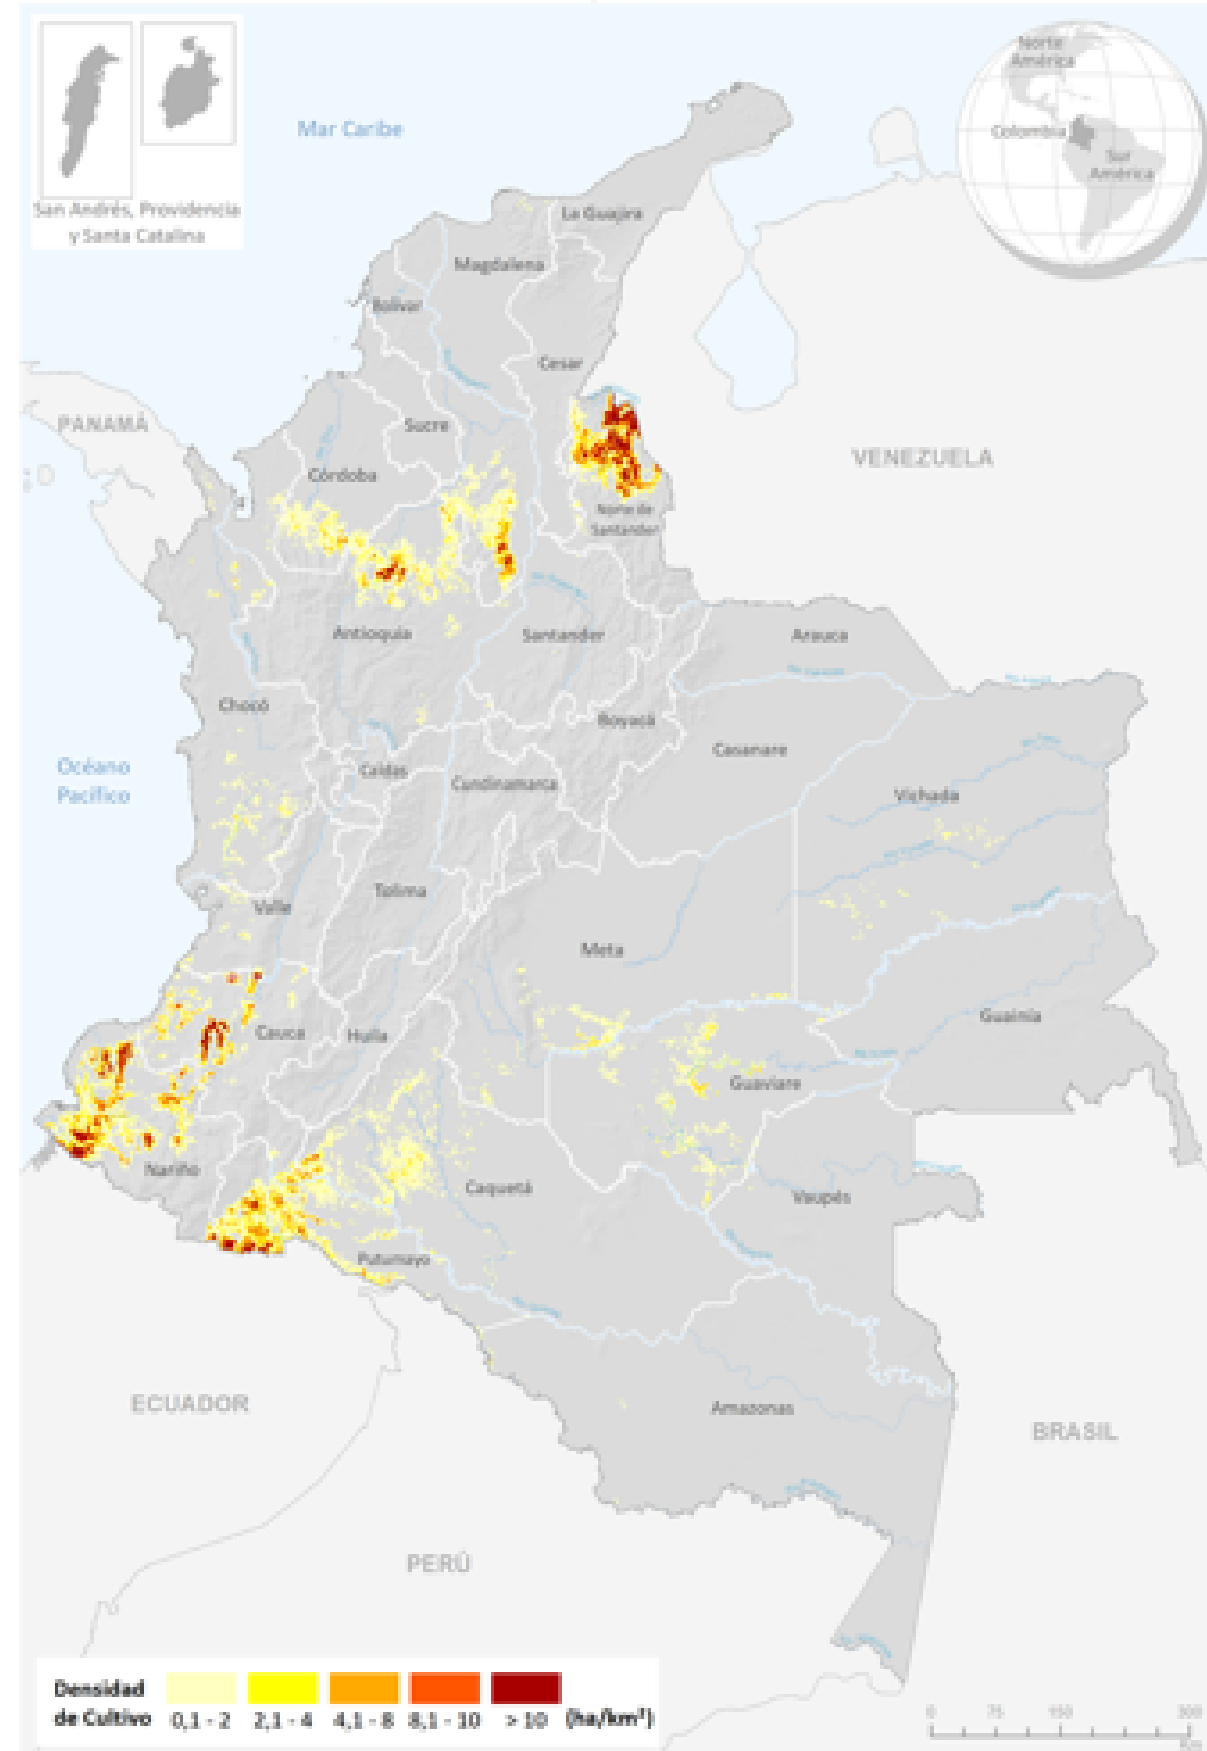 Norte
América
Colombia
Sur
América
Mar Caribe
San Andrés, Providencia
y Santa Catalina
La Guajira
Magdalena
Bolívar
Cesar
PANAMÁ
Sucre
VENEZUELA
Córdoba
Norte de
Santander
Antioquia
Santander
Arauca
Chocó
Boyacá
Casanare
Océano
Pacífico
Caldas
Cundinamarca
Vichada
Tolima
Valle
Meta
Guainía
Cauca
Huila
Guaviare
Nariño
Caquetá
Vaupés
Putumayo
ECUADOR
Amazonas
BRASIL
PERÚ
Densidad
de Cultivo
0,1 - 2
2,1 - 4
4,1 - 8
8,1 - 10
> 10
(ha/km²)
0 75 150 300
Km